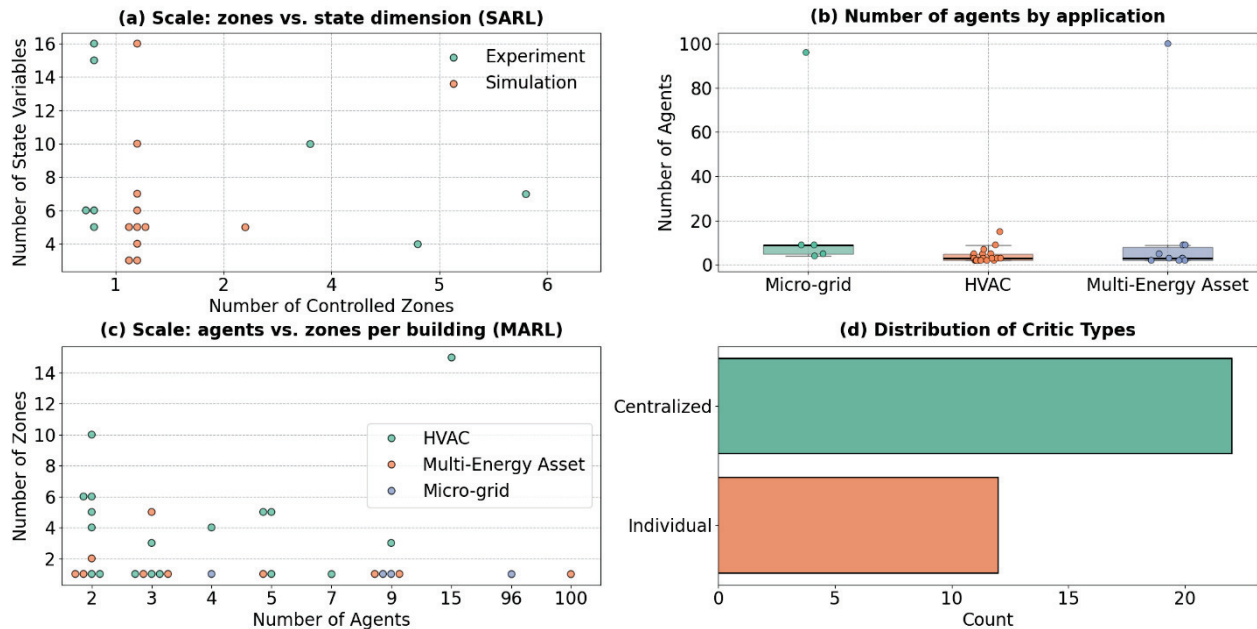 (a) Scale: zones vs. state dimension (SARL)
Number of State Variables
16
14
12
10
8
6
4
Experiment
Simulation
1
2
4
5
6
Number of Controlled Zones
(b) Number of agents by application
Number of Agents
100
80
60
40
20
0
Micro-grid
HVAC
Multi-Energy Asset
(c) Scale: agents vs. zones per building (MARL)
Number of Zones
14
12
10
8
6
4
2
HVAC
Multi-Energy Asset
Micro-grid
2
3
4
5
7
9
15
96
100
Number of Agents
(d) Distribution of Critic Types
Centralized
Individual
0
5
10
15
20
Count